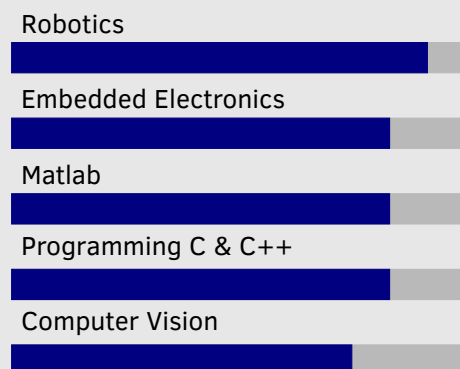 Robotics
Embedded Electronics
Matlab
Programming C & C++
Computer Vision